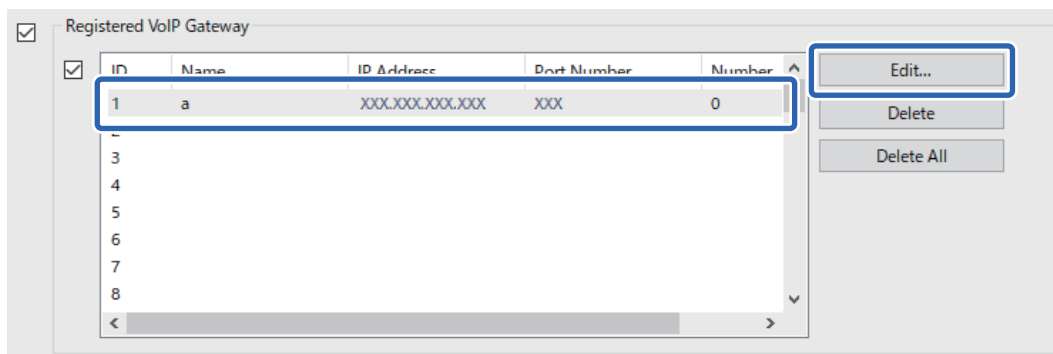 Registered VoIP Gateway
ID Name IP Address Port Number Number Edit...
1 a XXX.XXX.XXX.XXX XXX 0
Delete
2
3
Delete All
4
5
6
7
8